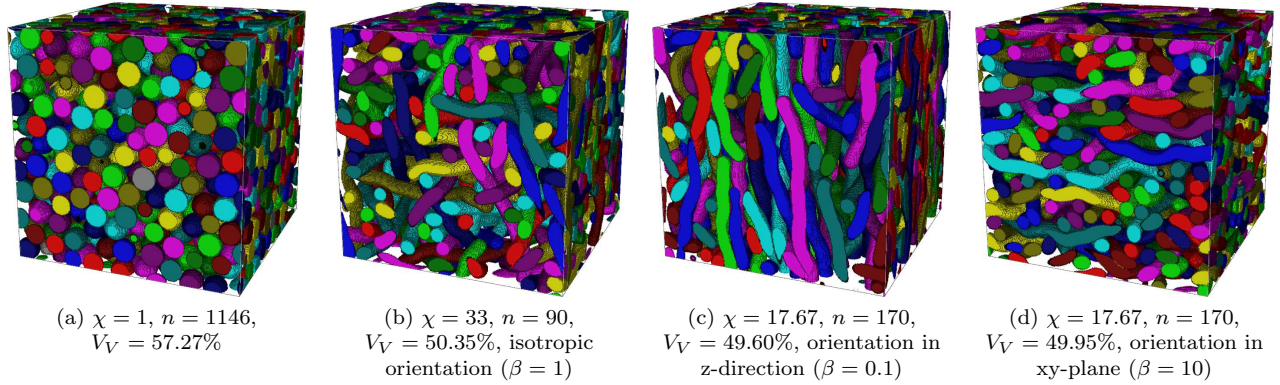 (a) χ = 1, n = 1146,
V_V = 57.27%
(b) χ = 33, n = 90,
V_V = 50.35%, isotropic
orientation (β = 1)
(c) χ = 17.67, n = 170,
V_V = 49.60%, orientation in
z-direction (β = 0.1)
(d) χ = 17.67, n = 170,
V_V = 49.95%, orientation in
xy-plane (β = 10)